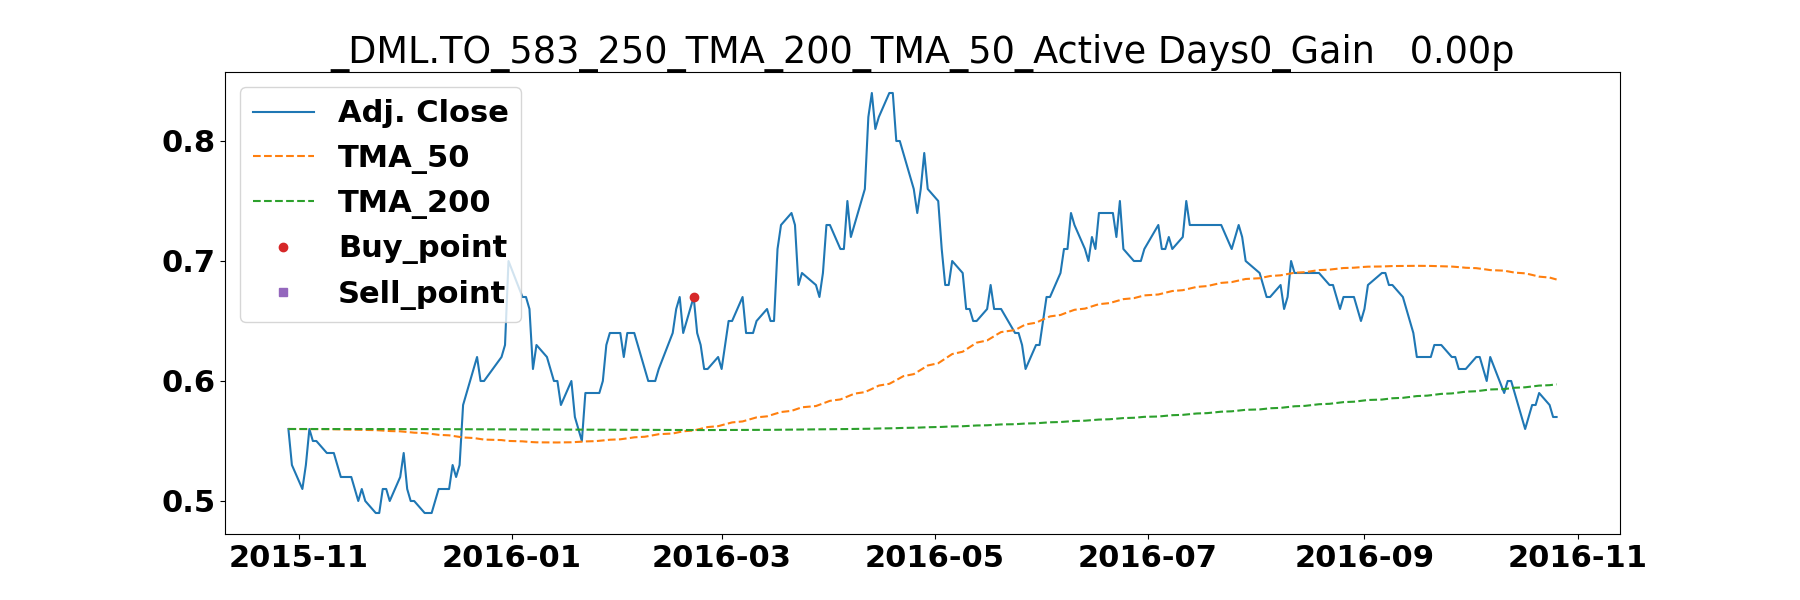 _DML.TO_583_250_TMA_200_TMA_50_Active Days0_Gain   0.00p
Adj. Close
TMA_50
TMA_200
Buy_point
Sell_point
0.8
0.7
0.6
0.5
2015-11 2016-01 2016-03 2016-05 2016-07 2016-09 2016-11